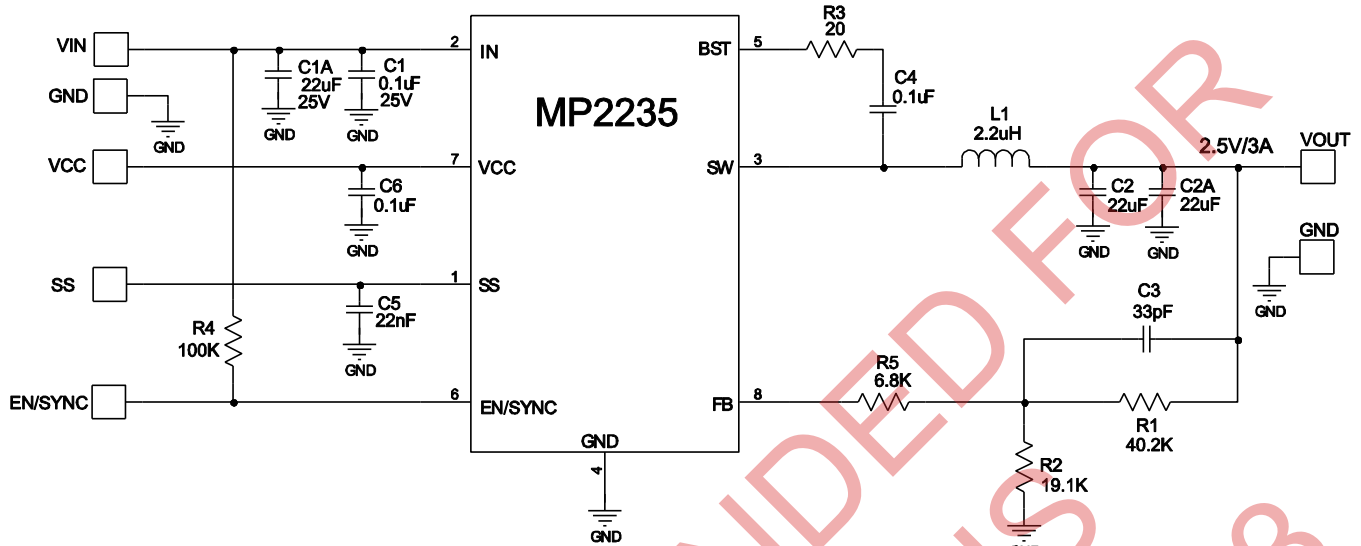 VIN
GND
GND
VCC
SS
EN/SYNC
R4
100K
C1A
22uF
25V
GND
C1
0.1uF
25V
GND
C6
0.1uF
GND
C5
22nF
GND
2
IN
7
VCC
1
SS
6
EN/SYNC
MP2235
BST
5
SW
3
FB
8
GND
4
GND
R3
20
C4
0.1uF
L1
2.2uH
C2
22uF
GND
C2A
22uF
GND
2.5V/3A
VOUT
GND
GND
C3
33pF
R5
6.8K
R1
40.2K
R2
19.1K
NDED FOR